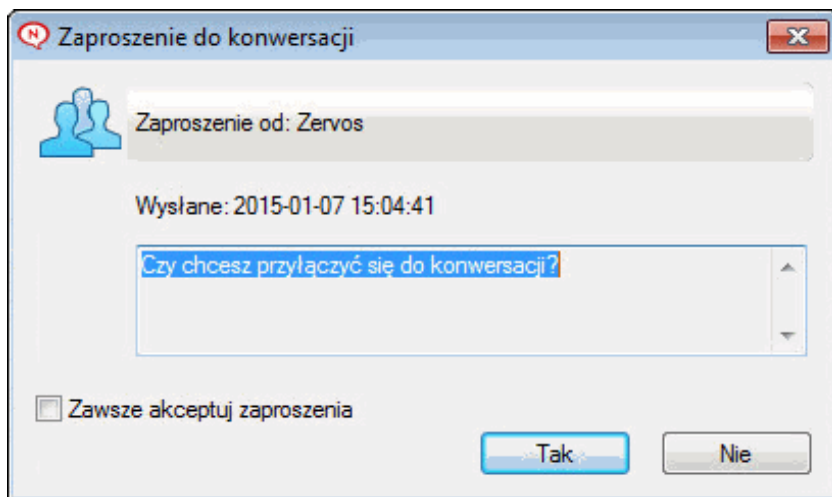 Zaproszenie do konwersacji
Zaproszenie od: Zervos
Wysłane: 2015-01-07 15:04:41
Czy chcesz przyłączyć się do konwersacji?
Zawsze akceptuj zaproszenia
Tak Nie